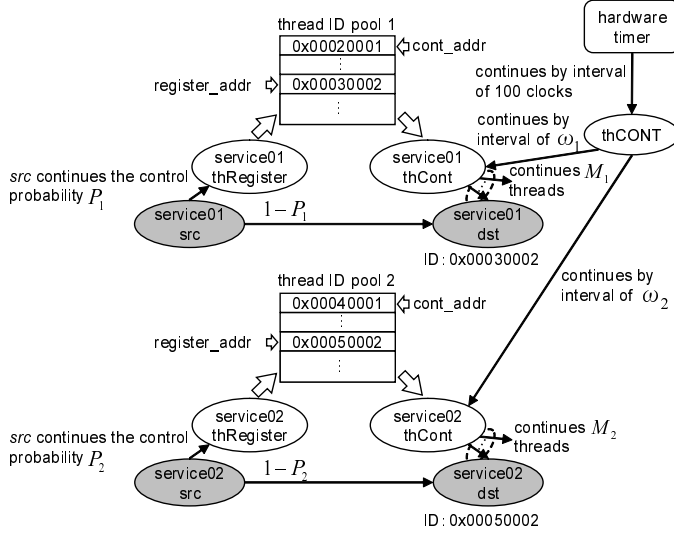 hardware
timer
thread ID pool 1
0x00020001
cont_addr
⋮
register_addr
0x00030002
⋮
continues by interval
of 100 clocks
continues by
interval of ω₁
thCONT
service01
thRegister
service01
thCont
src continues the control
probability P₁
continues M₁
threads
service01
src
1−P₁
service01
dst
ID : 0x00030002
thread ID pool 2
0x00040001
cont_addr
⋮
register_addr
0x00050002
⋮
continues by
interval of ω₂
service02
thRegister
service02
thCont
src continues the control
probability P₂
continues M₂
threads
service02
src
1−P₂
service02
dst
ID : 0x00050002